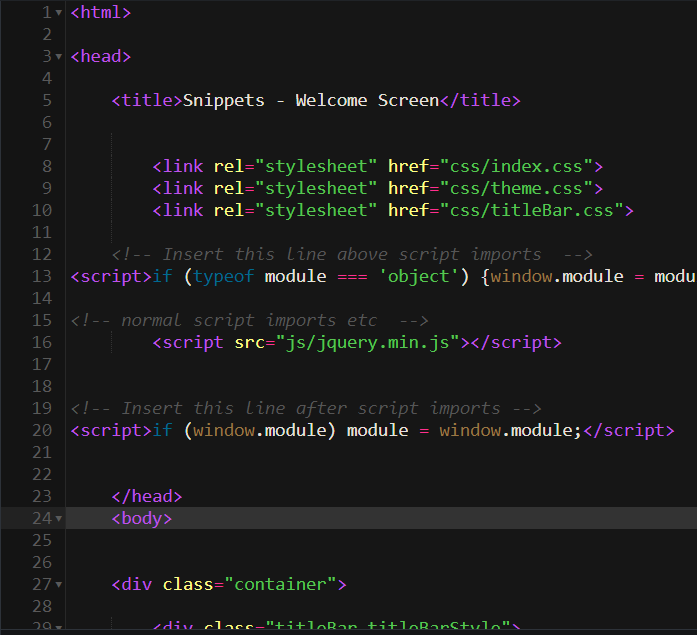 1 <html>
2
3 <head>
4
5 <title>Snippets - Welcome Screen</title>
6
7
8 <link rel="stylesheet" href="css/index.css">
9 <link rel="stylesheet" href="css/theme.css">
10 <link rel="stylesheet" href="css/titleBar.css">
11
12 <!-- Insert this line above script imports  -->
13 <script>if (typeof module === 'object') {window.module = modu
14
15 <!-- normal script imports etc  -->
16 <script src="js/jquery.min.js"></script>
17
18
19 <!-- Insert this line after script imports -->
20 <script>if (window.module) module = window.module;</script>
21
22
23 </head>
24 <body>
25
26
27 <div class="container">
28
29 <div class="titleBar titleBarStyle">